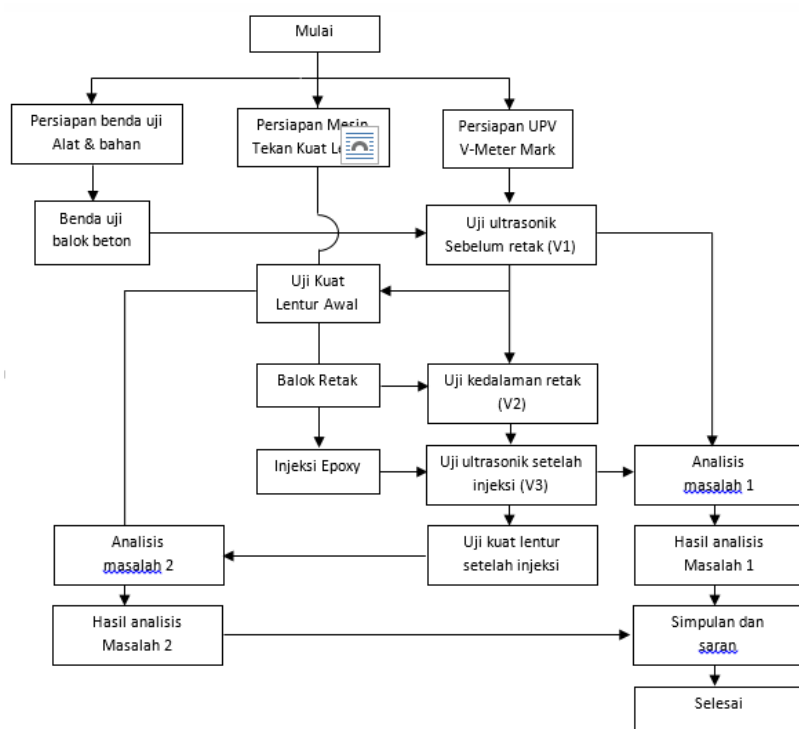 Mulai
Persiapan benda uji
Alat & bahan
Persiapan Mesin
Tekan Kuat
Persiapan UPV
V-Meter Mark
Benda uji
balok beton
Uji ultrasonik
Sebelum retak (V1)
Uji Kuat
Lentur Awal
Balok Retak
Uji kedalaman retak
(V2)
Injeksi Epoxy
Uji ultrasonik setelah
injeksi (V3)
Analisis
masalah 1
Analisis
masalah 2
Uji kuat lentur
setelah injeksi
Hasil analisis
Masalah 1
Hasil analisis
Masalah 2
Simpulan dan
saran
Selesai